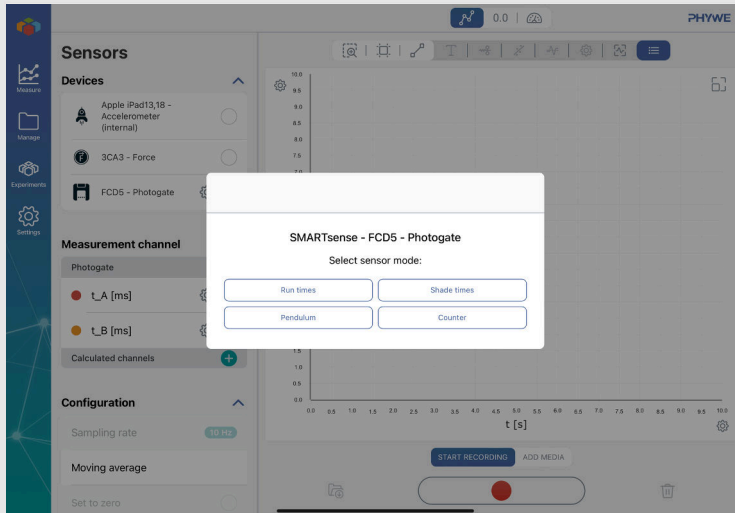 0.0
PHYWE
Measure
Manage
Experiments
Settings
Sensors
Devices
Apple iPad13,18 -
Accelerometer
(internal)
3CA3 - Force
FCD5 - Photogate
Measurement channel
Photogate
t_A [ms]
t_B [ms]
Calculated channels
Configuration
Sampling rate
10 Hz
Moving average
Set to zero
T
10.0
9.5
9.0
8.5
8.0
7.5
7.0
SMARTsense - FCD5 - Photogate
Select sensor mode:
Run times
Shade times
Pendulum
Counter
1.5
1.0
0.5
0.0
0.0 0.5 1.0 1.5 2.0 2.5 3.0 3.5 4.0 4.5 5.0 5.5 6.0 6.5 7.0 7.5 8.0 8.5 9.0 9.5 10.0
t [s]
START RECORDING ADD MEDIA